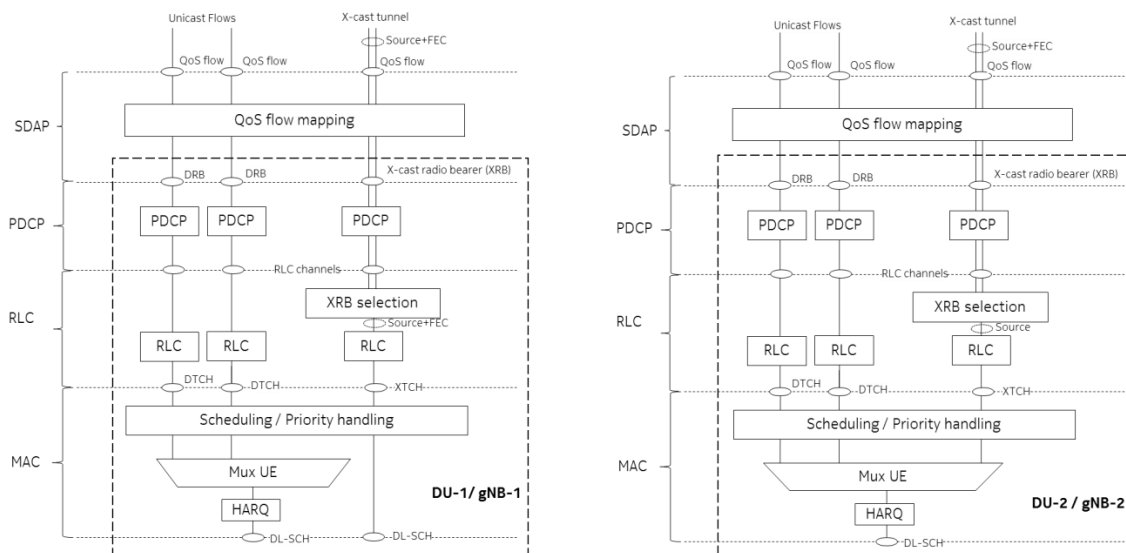 Unicast Flows
X-cast tunnel
Source+FEC
QoS flow
QoS flow
QoS flow
SDAP
QoS flow mapping
X-cast radio bearer (XRB)
DRB
DRB
PDCP
PDCP
PDCP
PDCP
RLC channels
XRB selection
RLC
Source+FEC
RLC
RLC
RLC
DTCH
DTCH
XTCH
Scheduling / Priority handling
MAC
Mux UE
DU-1/ gNB-1
HARQ
DL-SCH
DL-SCH
Unicast Flows
X-cast tunnel
Source+FEC
QoS flow
QoS flow
QoS flow
SDAP
QoS flow mapping
X-cast radio bearer (XRB)
DRB
DRB
PDCP
PDCP
PDCP
PDCP
RLC channels
XRB selection
RLC
Source
RLC
RLC
RLC
DTCH
DTCH
XTCH
Scheduling / Priority handling
MAC
Mux UE
DU-2 / gNB-2
HARQ
DL-SCH